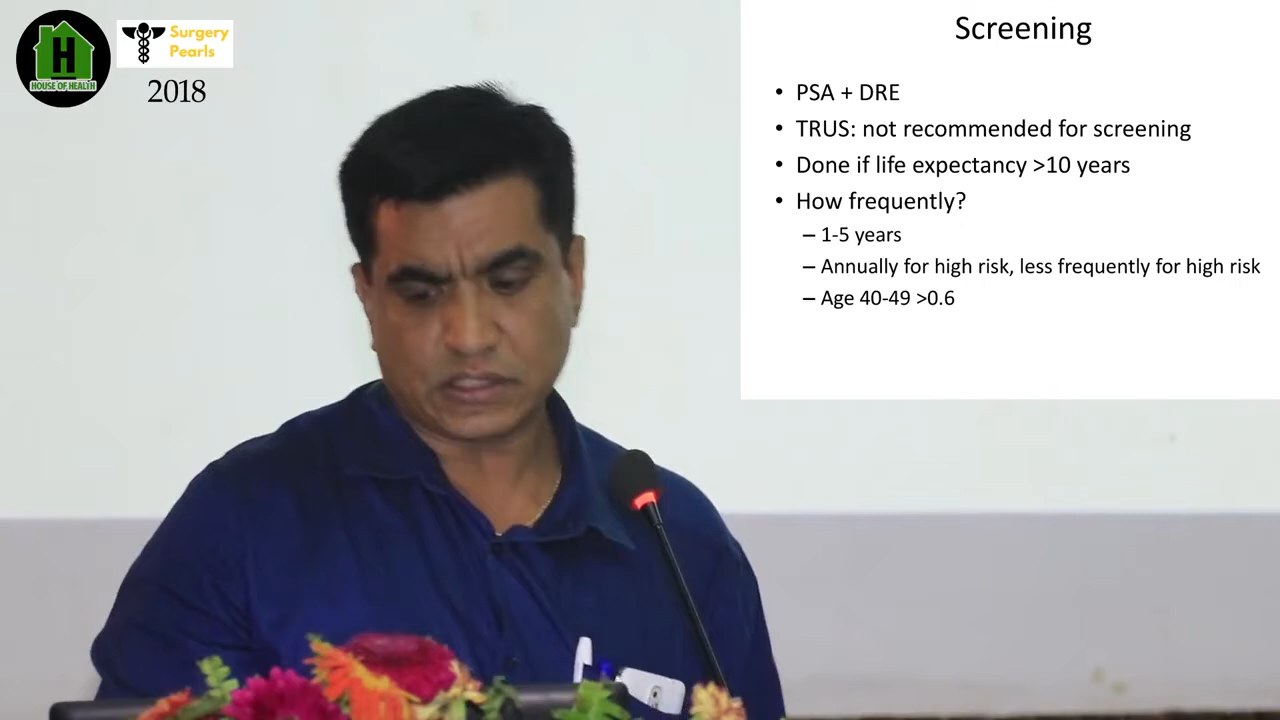 H
HOUSE OF HEALTH
Surgery
Pearls
2018
Screening
• PSA + DRE
• TRUS: not recommended for screening
• Done if life expectancy >10 years
• How frequently?
– 1-5 years
– Annually for high risk, less frequently for high risk
– Age 40-49 >0.6